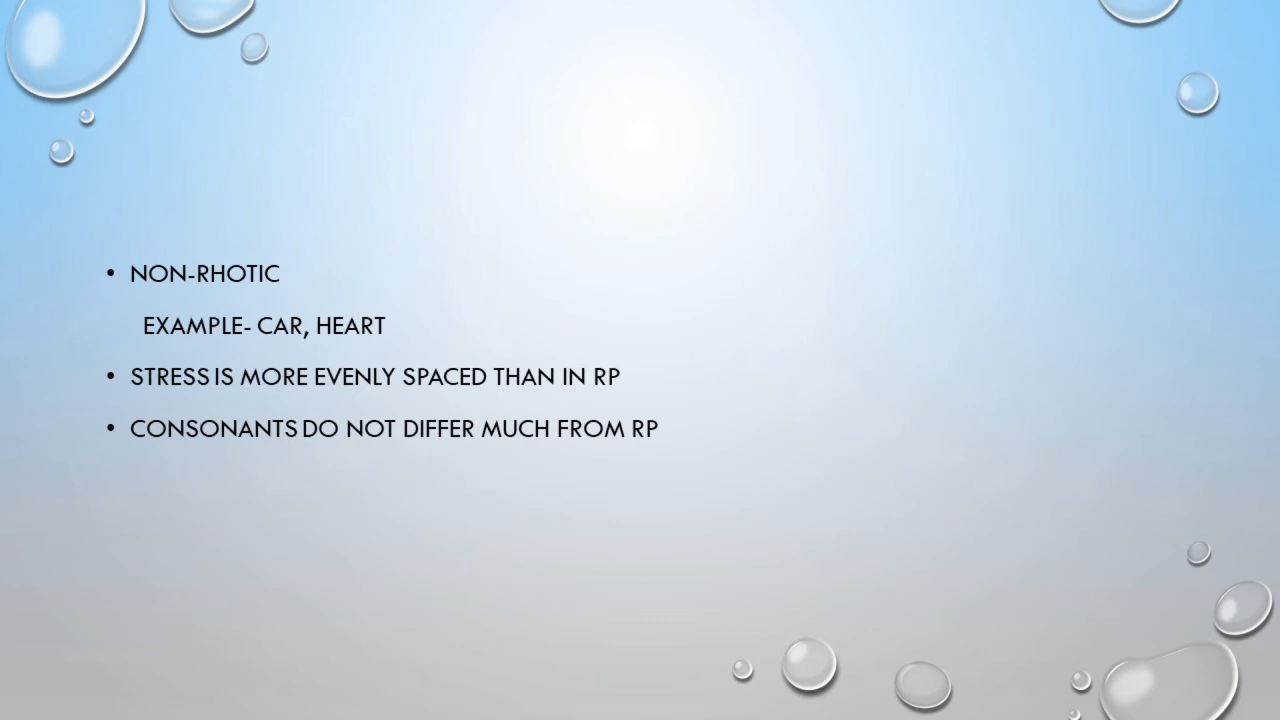 • NON-RHOTIC
EXAMPLE- CAR, HEART
• STRESS IS MORE EVENLY SPACED THAN IN RP
• CONSONANTS DO NOT DIFFER MUCH FROM RP